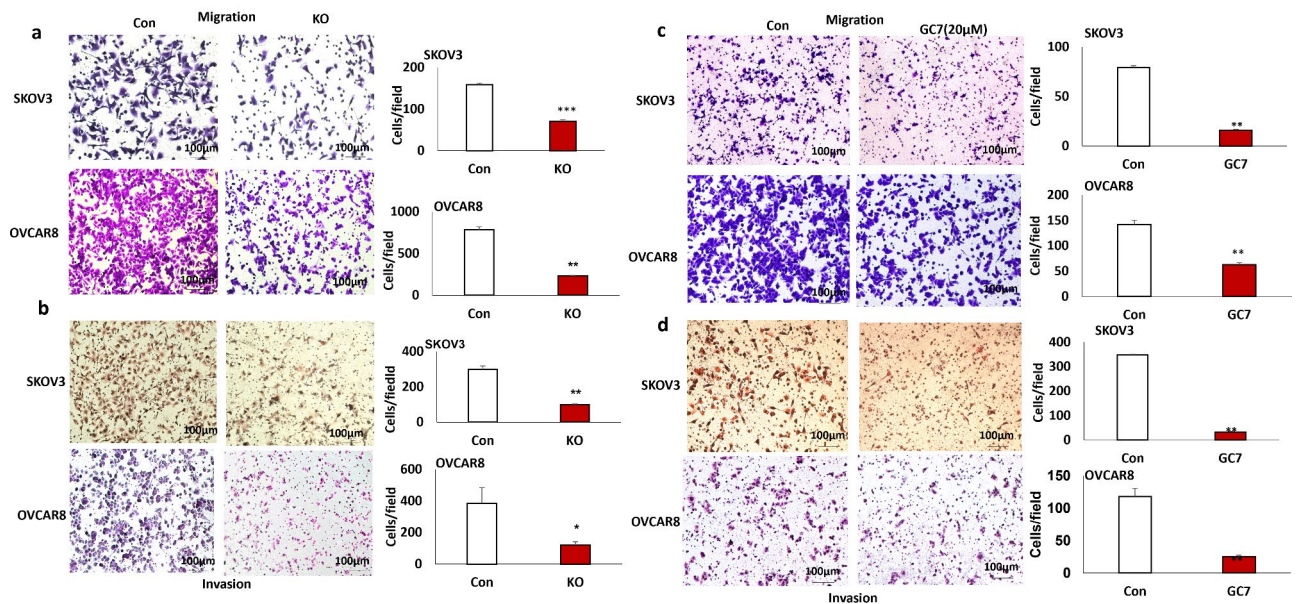 a
Migration
Con
KO
SKOV3
100µm
100µm
OVCAR8
100µm
100µm
SKOV3
Cells/field
200
100
0
***
Con
KO
OVCAR8
Cells/field
1000
500
0
**
Con
KO
b
SKOV3
100µm
100µm
OVCAR8
100µm
100µm
Invasion
SKOV3
Cells/fiedld
400
200
0
**
Con
KO
OVCAR8
Cells/field
600
400
200
0
*
Con
KO
c
Migration
Con
GC7(20µM)
SKOV3
100µm
100µm
OVCAR8
100µm
100µm
SKOV3
Cells/field
100
50
0
**
Con
GC7
OVCAR8
Cells/field
200
150
100
50
0
**
Con
GC7
d
SKOV3
100µm
100µm
OVCAR8
100µm
100µm
Invasion
SKOV3
Cells/field
400
300
200
100
0
**
Con
GC7
OVCAR8
Cells/field
150
100
50
0
**
Con
GC7